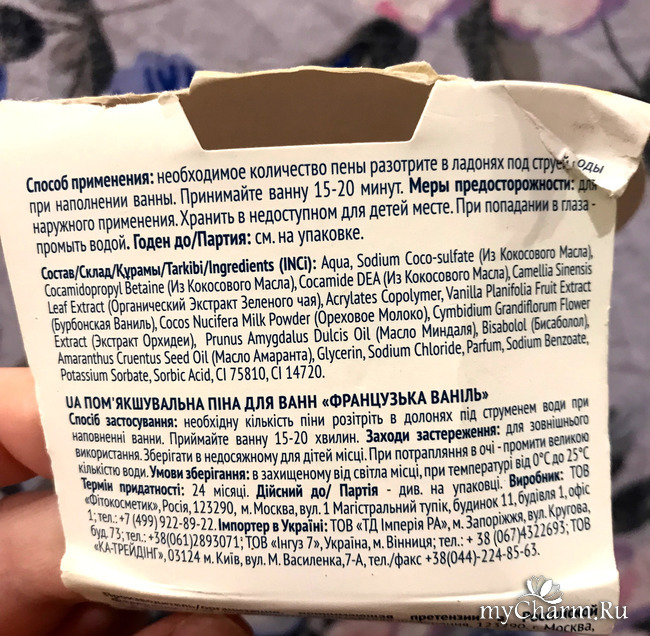 Способ применения: необходимое количество пены разотрите в ладонях под струей воды
при наполнении ванны. Принимайте ванну 15-20 минут. Меры предосторожности: для
наружного применения. Хранить в недоступном для детей месте. При попадании в глаза -
промыть водой. Годен до/Партия: см. на упаковке.
Состав/Склад/Құрамы/Tarkibi/Ingredients (INCi): Aqua, Sodium Coco-sulfate (Из Кокосового Масла),
Cocamidopropyl Betaine (Из Кокосового Масла), Cocamide DEA (Из Кокосового Масла), Camellia Sinensis
Leaf Extract (Органический Экстракт Зеленого чая), Acrylates Copolymer, Vanilla Planifolia Fruit Extract
(Бурбонская Ваниль), Cocos Nucifera Milk Powder (Ореховое Молоко), Cymbidium Grandiflorum Flower
Extract (Экстракт Орхидеи), Prunus Amygdalus Dulcis Oil (Масло Миндаля), Bisabolol (Бисаболол),
Amaranthus Cruentus Seed Oil (Масло Амаранта), Glycerin, Sodium Chloride, Parfum, Sodium Benzoate,
Potassium Sorbate, Sorbic Acid, CI 75810, CI 14720.
UA ПОМ'ЯКШУВАЛЬНА ПІНА ДЛЯ ВАНН «ФРАНЦУЗЬКА ВАНІЛЬ»
Спосіб застосування: необхідну кількість піни розітріть в долонях під струменем води при
наповненні ванни. Приймайте ванну 15-20 хвилин. Заходи застереження: для зовнішнього
використання. Зберігати в недосяжному для дітей місці. При потраплянні в очі - промити великою
кількістю води. Умови зберігання: в захищеному від світла місці, при температурі від 0°С до 25°С
Термін придатності: 24 місяці. Дійсний до/ Партія - див. на упаковці. Виробник: ТОВ
«Фітокосметик», Росія, 123290, м. Москва, вул. 1 Магістральний тупік, будинок 11, будівля 1, офіс
1; тел.: +7 (499) 922-89-22. Імпортер в Україні: ТОВ «ТД Імперія РА», м. Запоріжжя, вул. Кругова,
буд. 73; тел.: +38(061)2893071; ТОВ «Інгуз 7», Україна, м. Вінниця; тел.: + 38 (067)4322693; ТОВ
«КА-ТРЕЙДІНГ», 03124 м. Київ, вул. М. Василенка,7-А, тел./факс +38(044)-224-85-63.
претензии
Москва,
myCharm.Ru